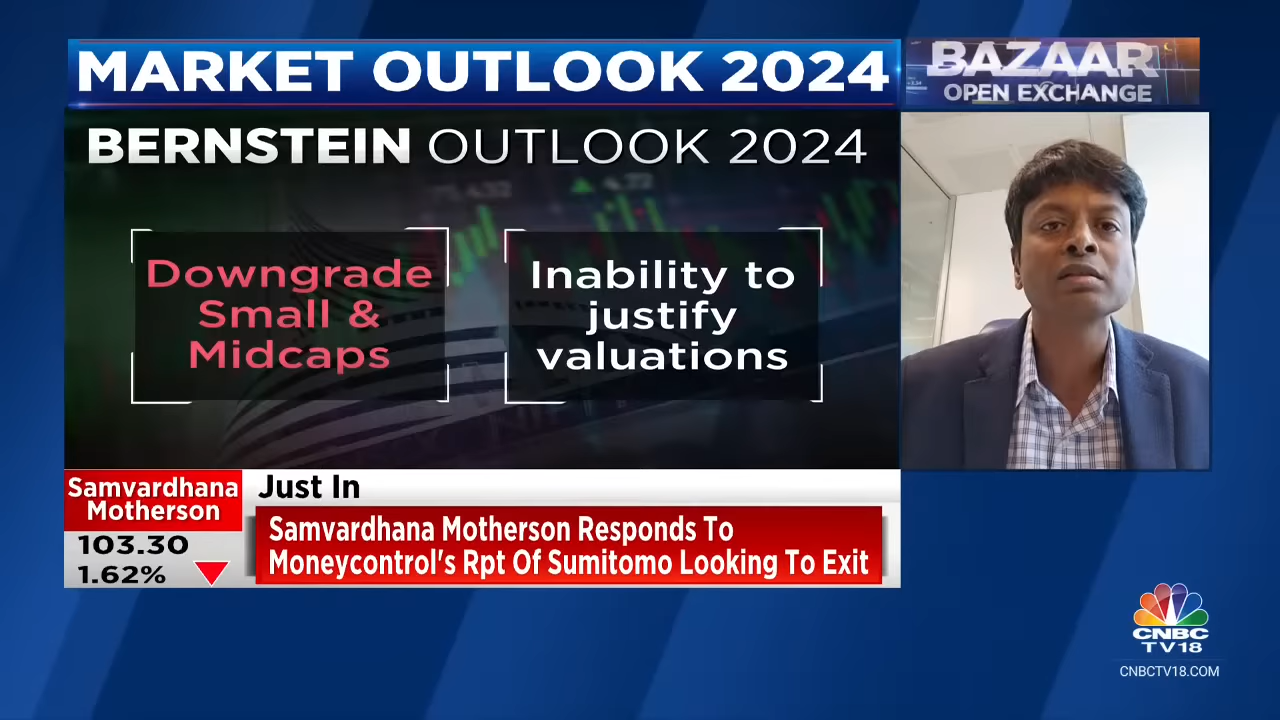 MARKET OUTLOOK 2024
BAZAAR
OPEN EXCHANGE
BERNSTEIN OUTLOOK 2024
Downgrade
Small &
Midcaps
Inability to
justify
valuations
Samvardhana
Motherson
103.30
1.62%
Just In
Samvardhana Motherson Responds To
Moneycontrol's Rpt Of Sumitomo Looking To Exit
CNBC
TV18
CNBCTV18.COM